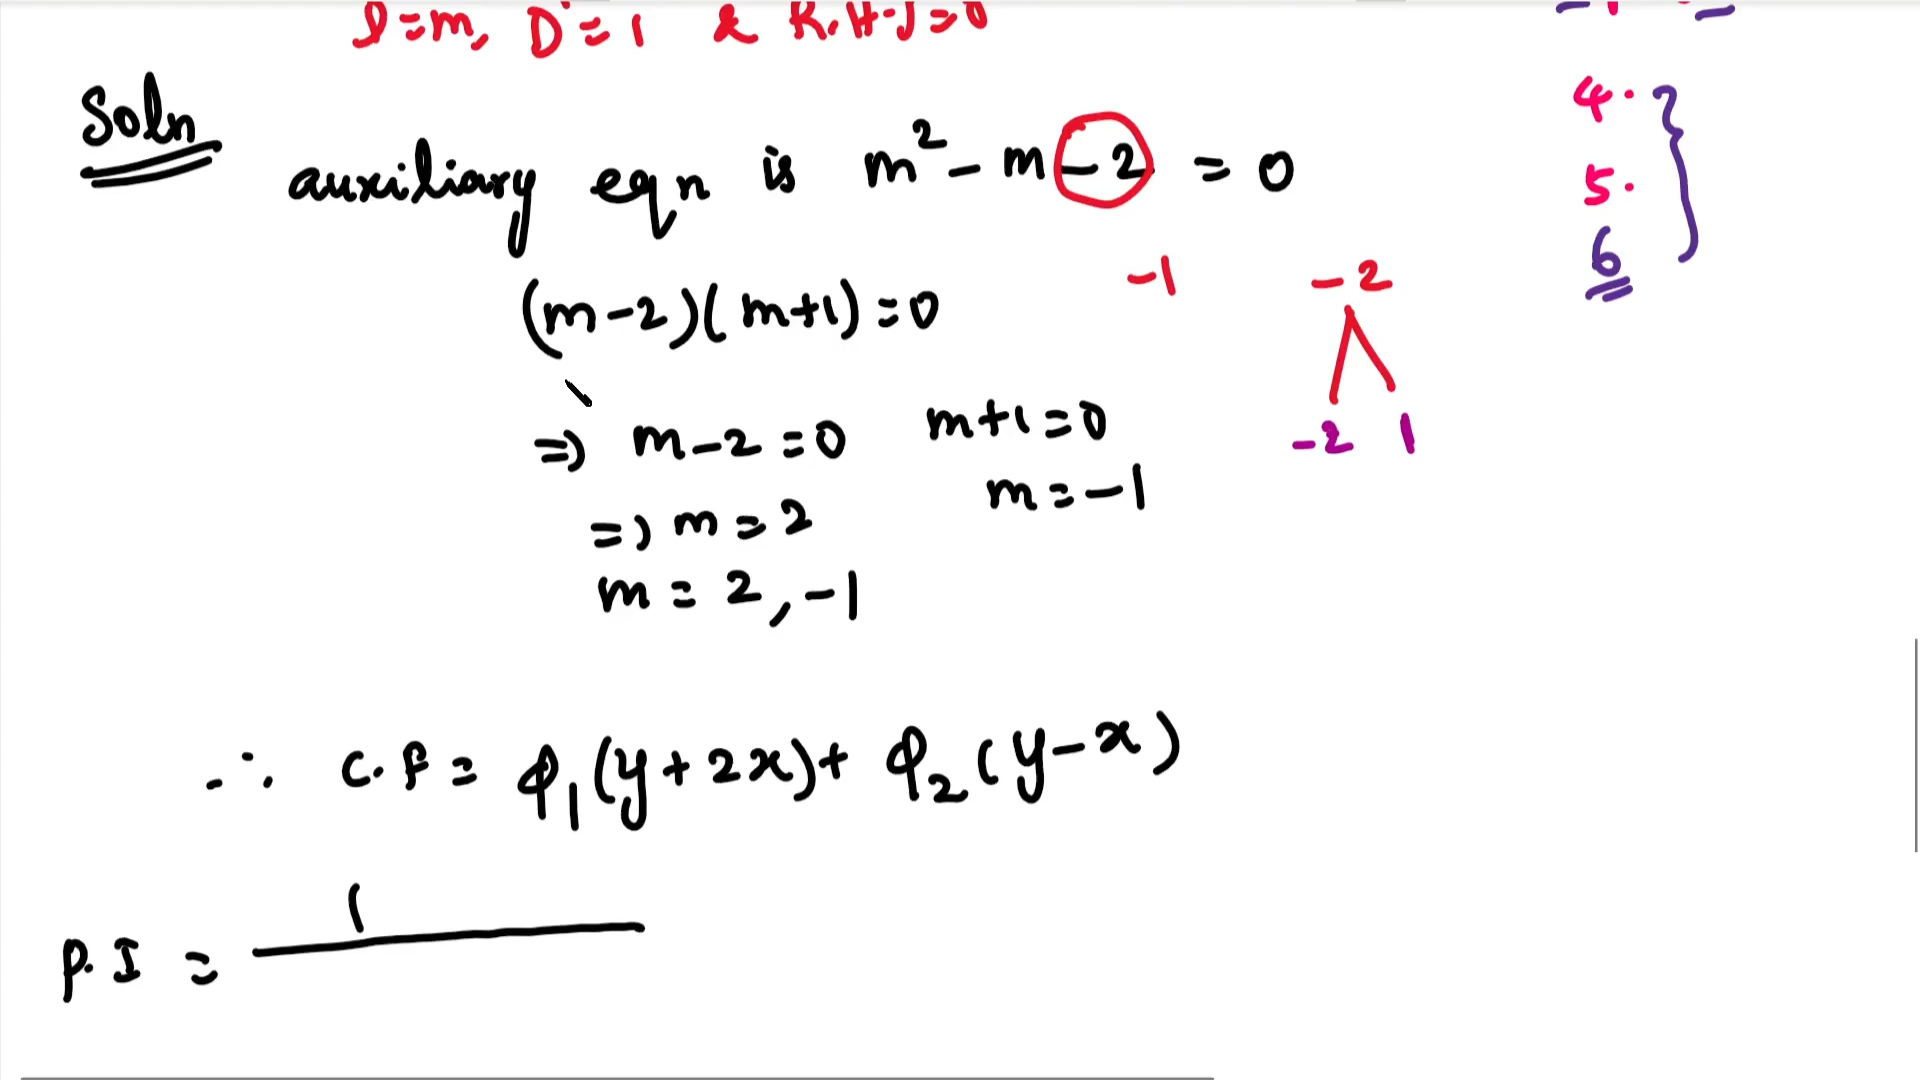 D'=1 & R.H.S=0
Soln
auxiliary eqn is m²-m-2 = 0
(m-2)(m+1)=0
-1
-2
-2 1
=) m-2=0 m+1=0
=) m=2 m=-1
m = 2,-1
∴ C.F = φ₁(y+2x)+ φ₂(y-x)
P.I = 1
4.
5.
6